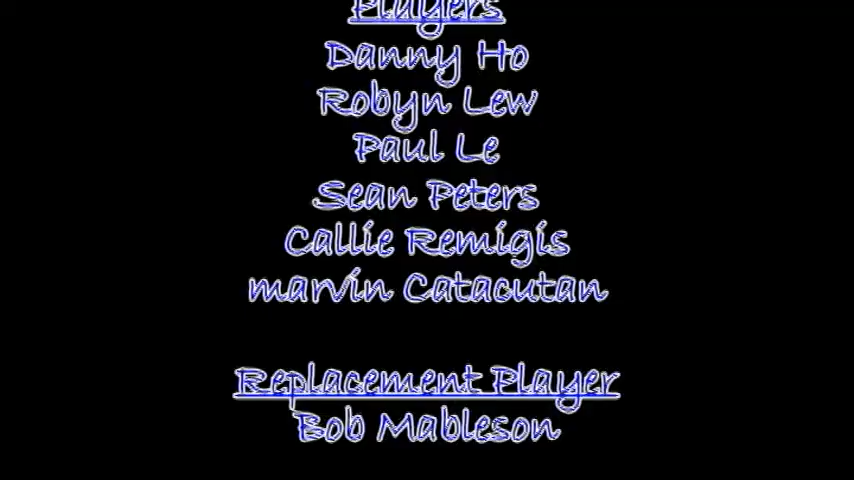 Players
Danny Ho
Robyn Lew
Paul Le
Sean Peters
Callie Remigis
marvin Catacutan
Replacement Player
Bob Mableson